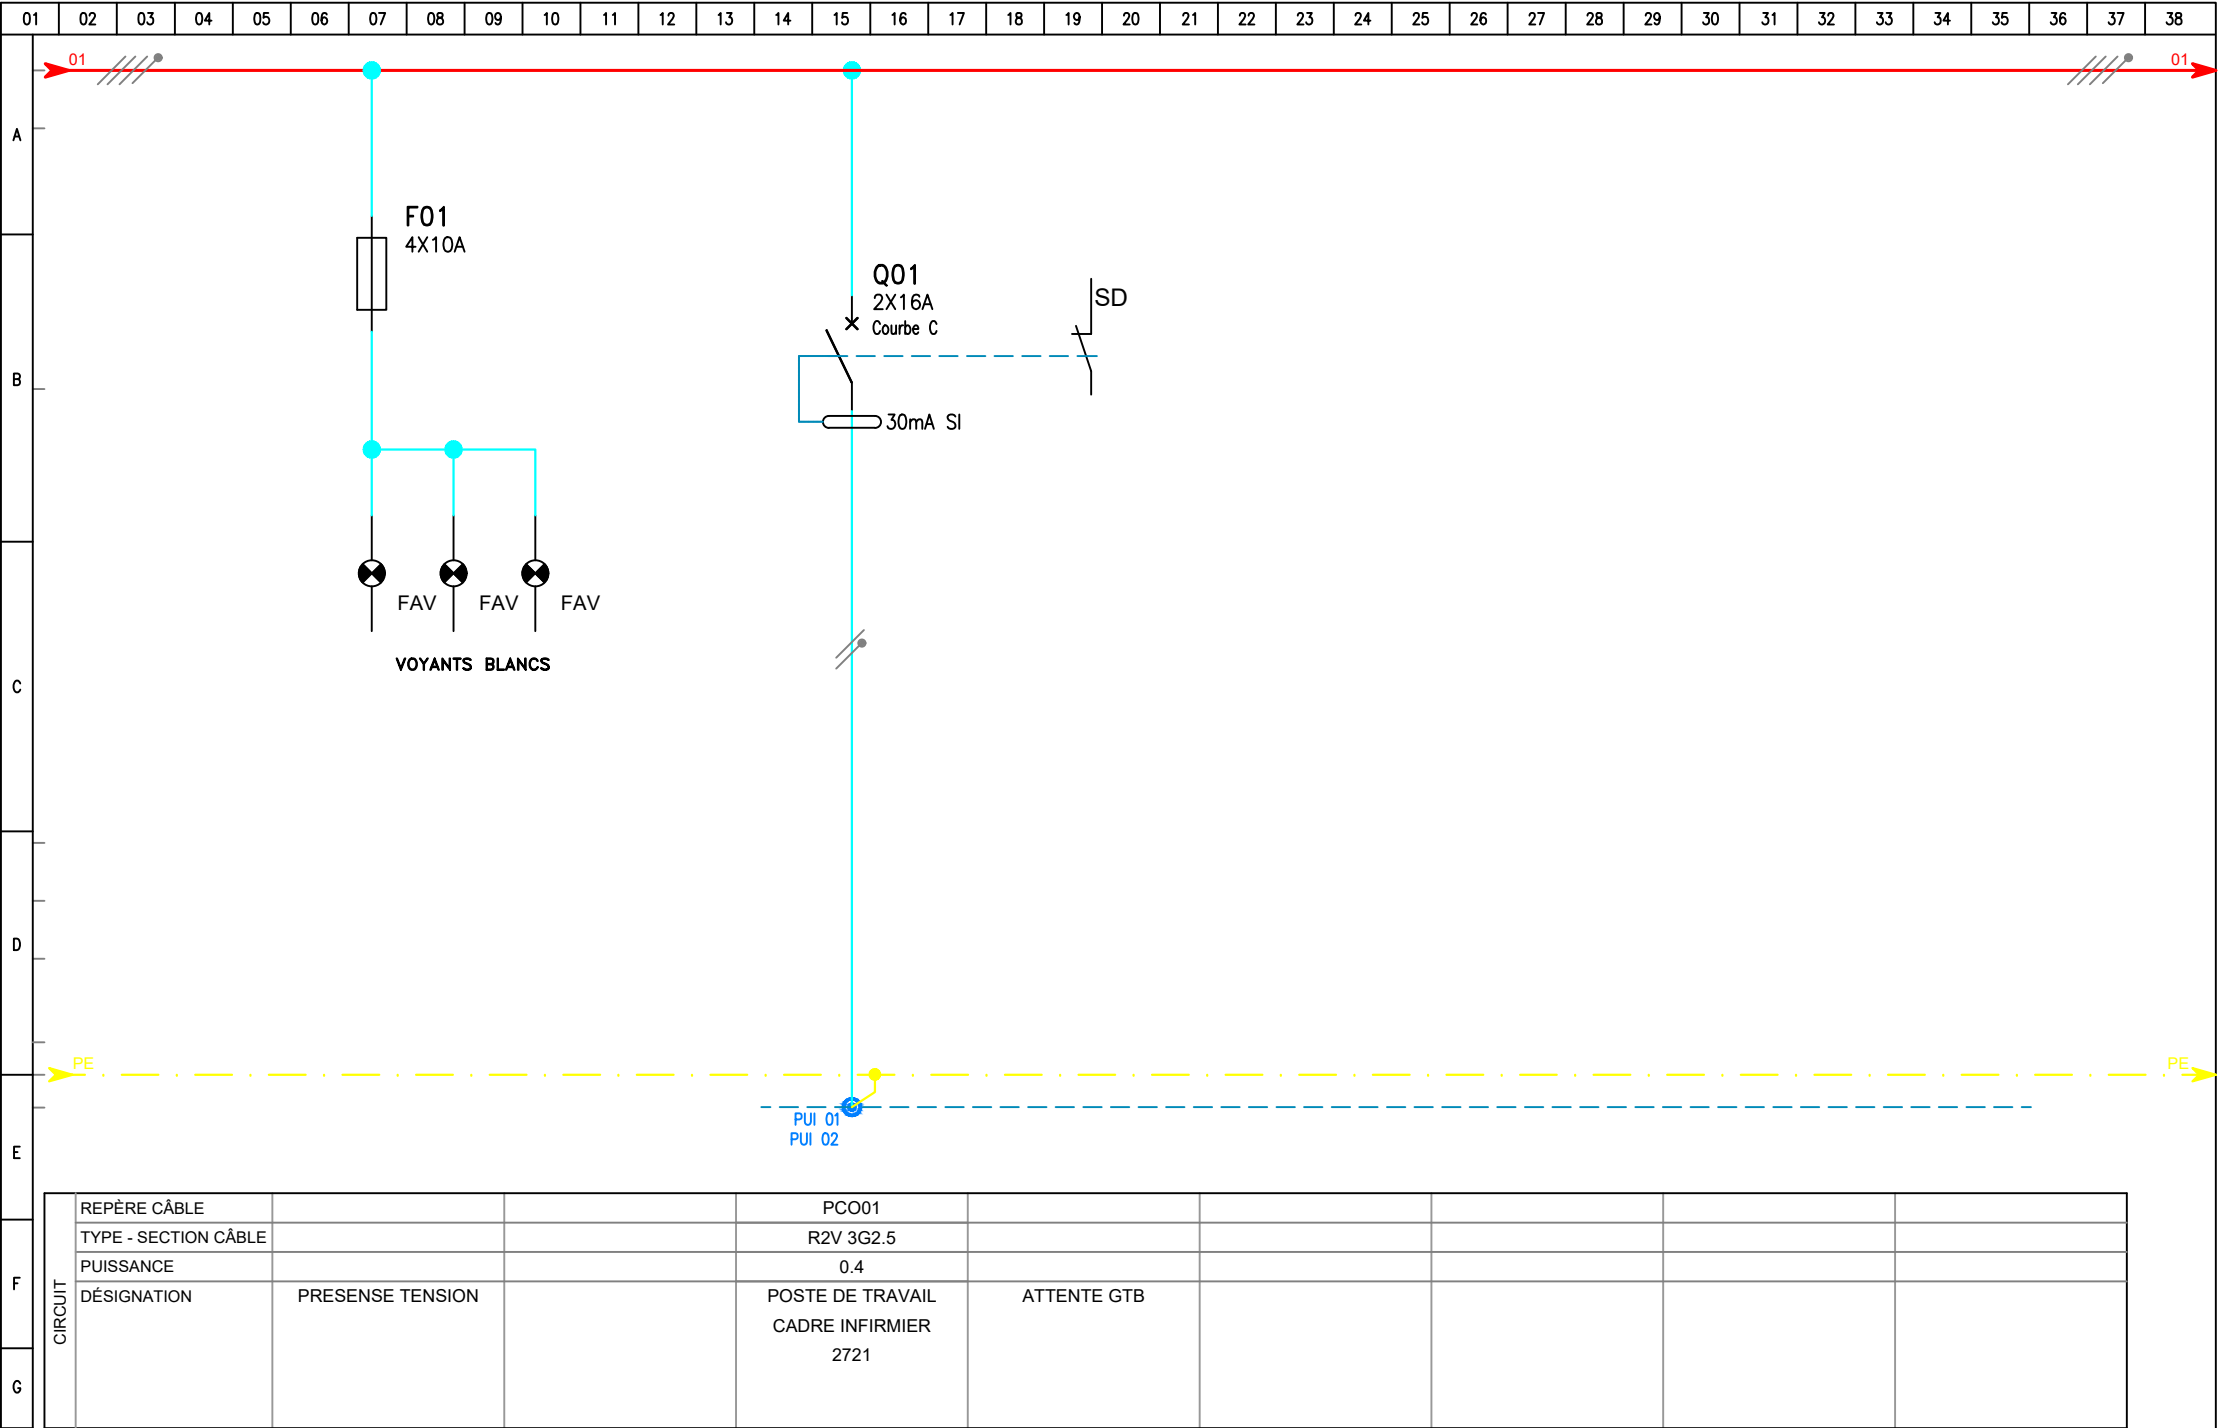 01 02 03 04 05 06 07 08 09 10 11 12 13 14 15 16 17 18 19 20 21 22 23 24 25 26 27 28 29 30 31 32 33 34 35 36 37 38
01 01
A
F01
4X10A
Q01
2X16A
Courbe C
SD
B
30mA SI
FAV FAV FAV
VOYANTS BLANCS
C
D
PE PE
PUI 01
PUI 02
E
REPÈRE CÂBLE PCO01
TYPE - SECTION CÂBLE R2V 3G2.5
PUISSANCE 0.4
F
CIRCUIT
DÉSIGNATION PRESENSE TENSION POSTE DE TRAVAIL ATTENTE GTB
CADRE INFIRMIER
2721
G